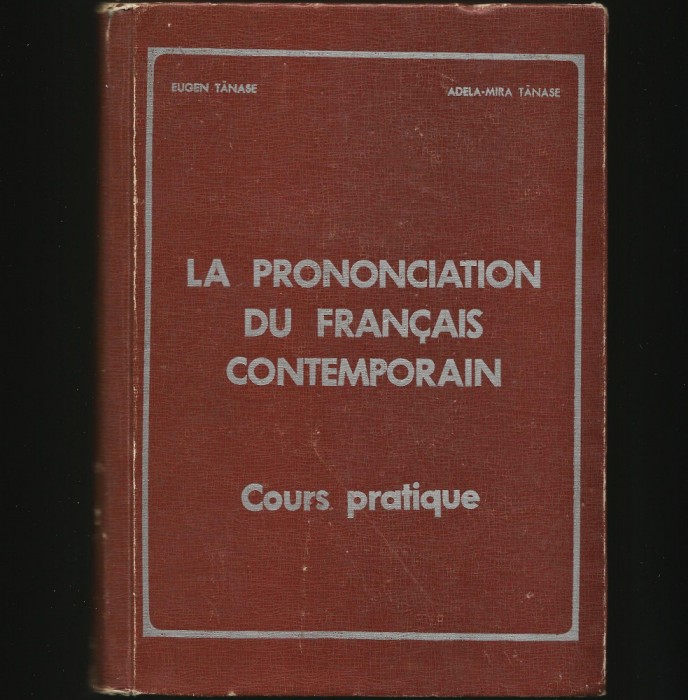 EUGEN TĂNASE
ADELA-MIRA TĂNASE
LA PRONONCIATION
DU FRANÇAIS
CONTEMPORAIN
Cours pratique